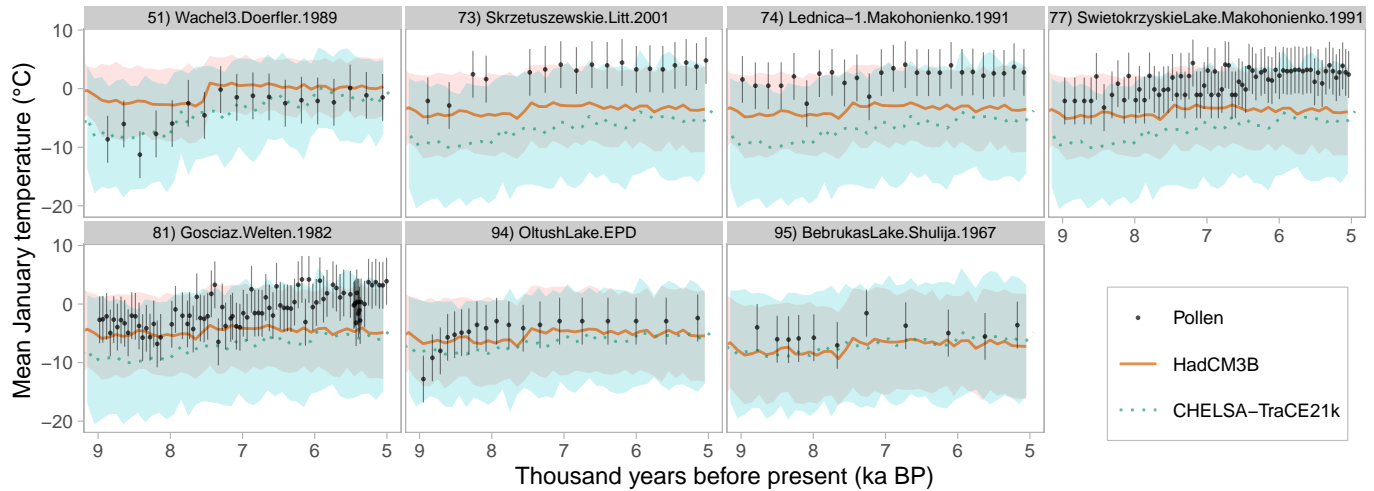 51) Wachel3.Doerfler.1989
73) Skrzetuszewskie.Litt.2001
74) Lednica−1.Makohonienko.1991
77) SwietokrzyskieLake.Makohonienko.1991
10
0
−10
−20
9 8 7 6 5
81) Gosciaz.Welten.1982
94) OltushLake.EPD
95) BebrukasLake.Shulija.1967
10
0
−10
−20
9 8 7 6 5
9 8 7 6 5
9 8 7 6 5
Mean January temperature (°C)
Thousand years before present (ka BP)
Pollen
HadCM3B
CHELSA−TraCE21k